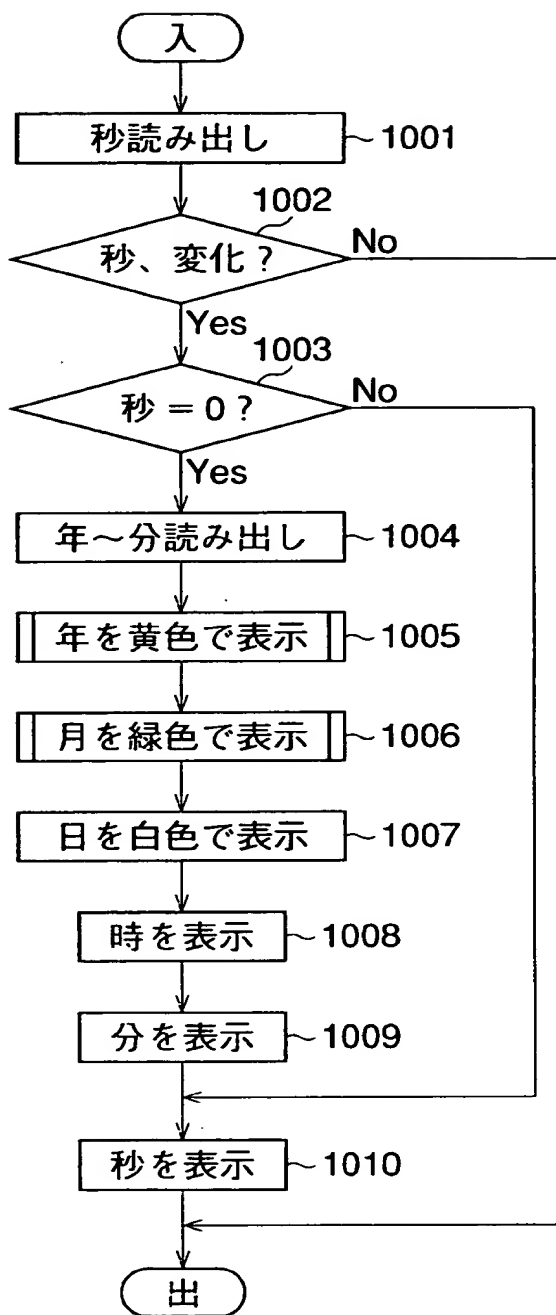 入
秒読み出し 1001
1002
秒、変化? No
Yes
1003
秒=0? No
Yes
年~分読み出し 1004
年を黄色で表示 1005
月を緑色で表示 1006
日を白色で表示 1007
時を表示 1008
分を表示 1009
秒を表示 1010
出